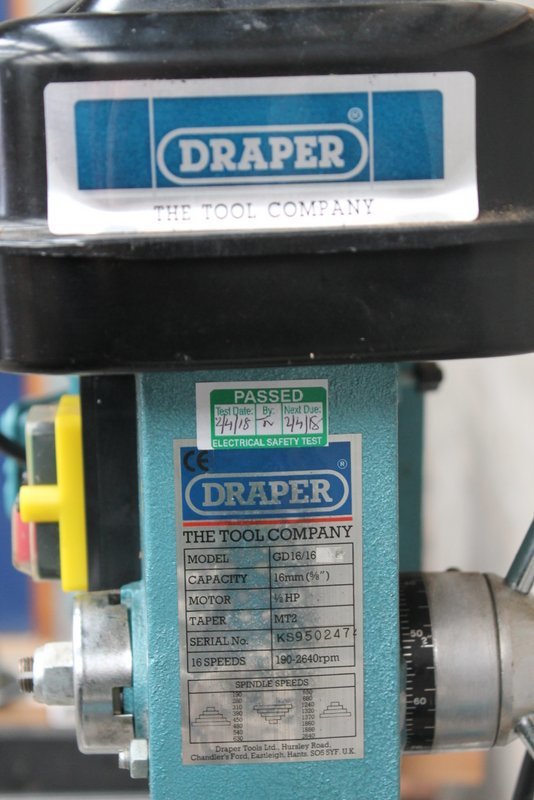 DRAPER ®
THE TOOL COMPANY
PASSED
Test Date: By: Next Due:
2/4/18 2/4/18
ELECTRICAL SAFETY TEST
CE
DRAPER ®
THE TOOL COMPANY
MODEL GD16/16
CAPACITY 16mm (⅝")
MOTOR ½ HP
TAPER MT2
SERIAL No. KS950247
16 SPEEDS 190-2640rpm
SPINDLE SPEEDS
Draper Tools Ltd., Hursley Road,
Chandler's Ford, Eastleigh, Hants. SO5 5YF. U.K.
50
60